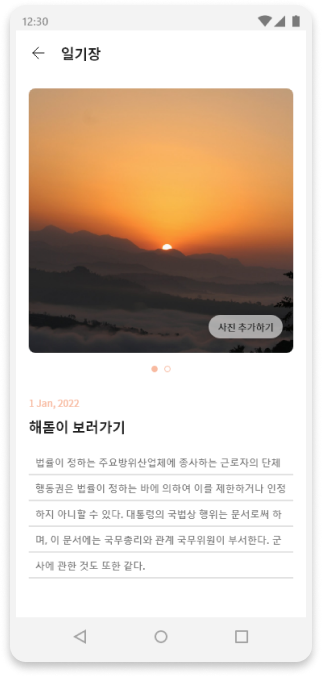 12:30
일기장
사진 추가하기
1 Jan, 2022
해돋이 보러가기
법률이 정하는 주요방위산업체에 종사하는 근로자의 단체
행동권은 법률이 정하는 바에 의하여 이를 제한하거나 인정
하지 아니할 수 있다. 대통령의 국법상 행위는 문서로써 하
며, 이 문서에는 국무총리와 관계 국무위원이 부서한다. 군
사에 관한 것도 또한 같다.